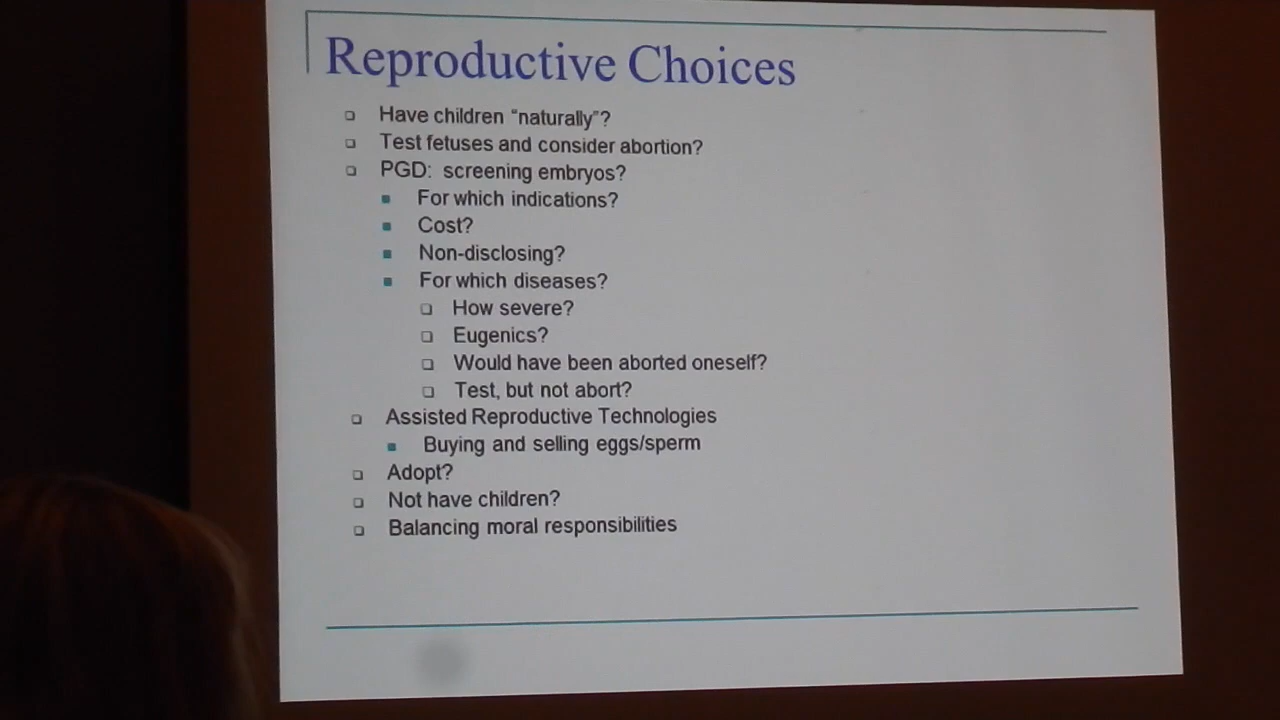 Reproductive Choices
Have children “naturally”?
Test fetuses and consider abortion?
PGD: screening embryos?
For which indications?
Cost?
Non-disclosing?
For which diseases?
How severe?
Eugenics?
Would have been aborted oneself?
Test, but not abort?
Assisted Reproductive Technologies
Buying and selling eggs/sperm
Adopt?
Not have children?
Balancing moral responsibilities